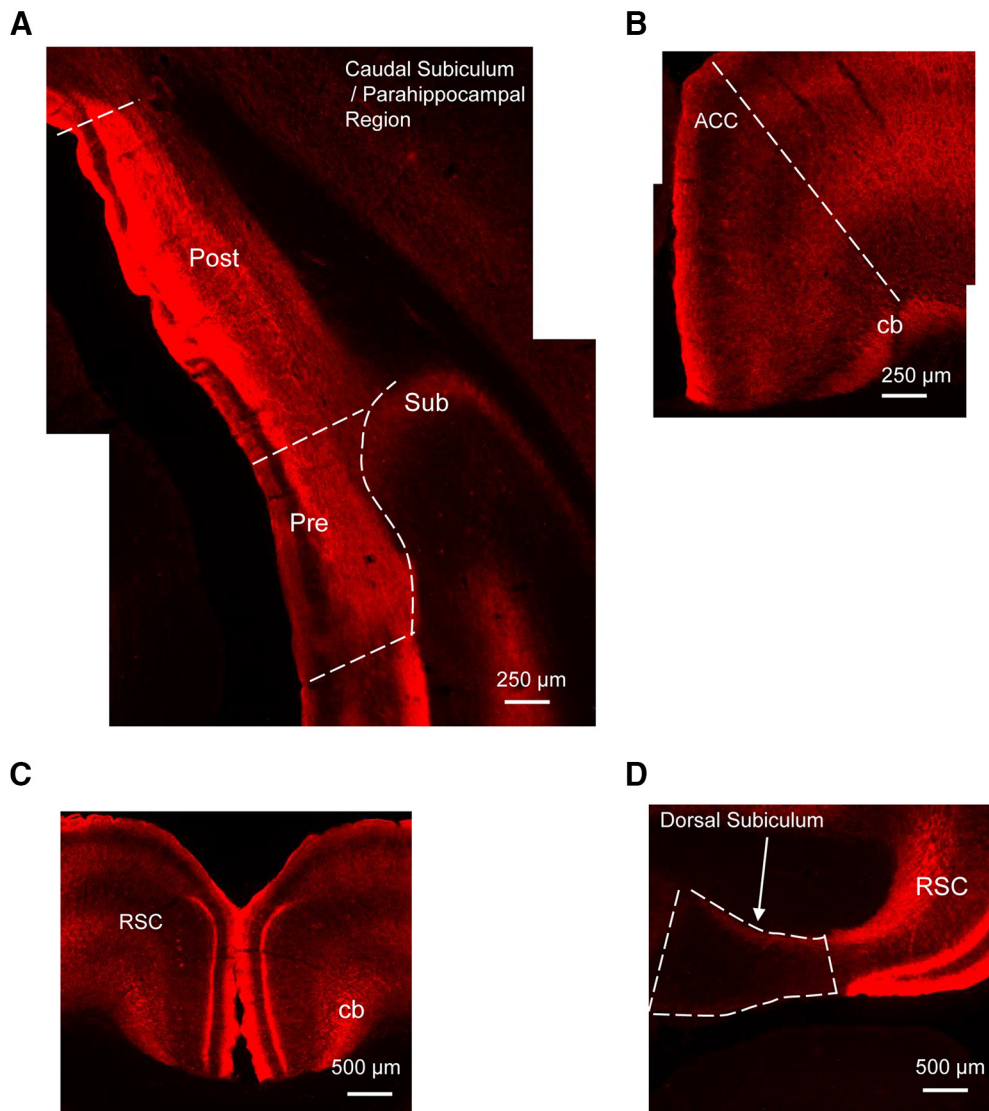 A
Caudal Subiculum
/ Parahippocampal
Region
Post
Sub
Pre
250 µm
B
ACC
cb
250 µm
C
RSC
cb
500 µm
D
Dorsal Subiculum
RSC
500 µm